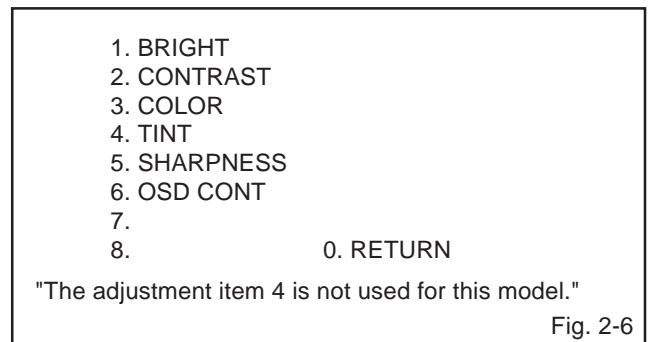 1. BRIGHT
2. CONTRAST
3. COLOR
4. TINT
5. SHARPNESS
6. OSD CONT
7.
8. 0. RETURN
"The adjustment item 4 is not used for this model."
Fig. 2-6